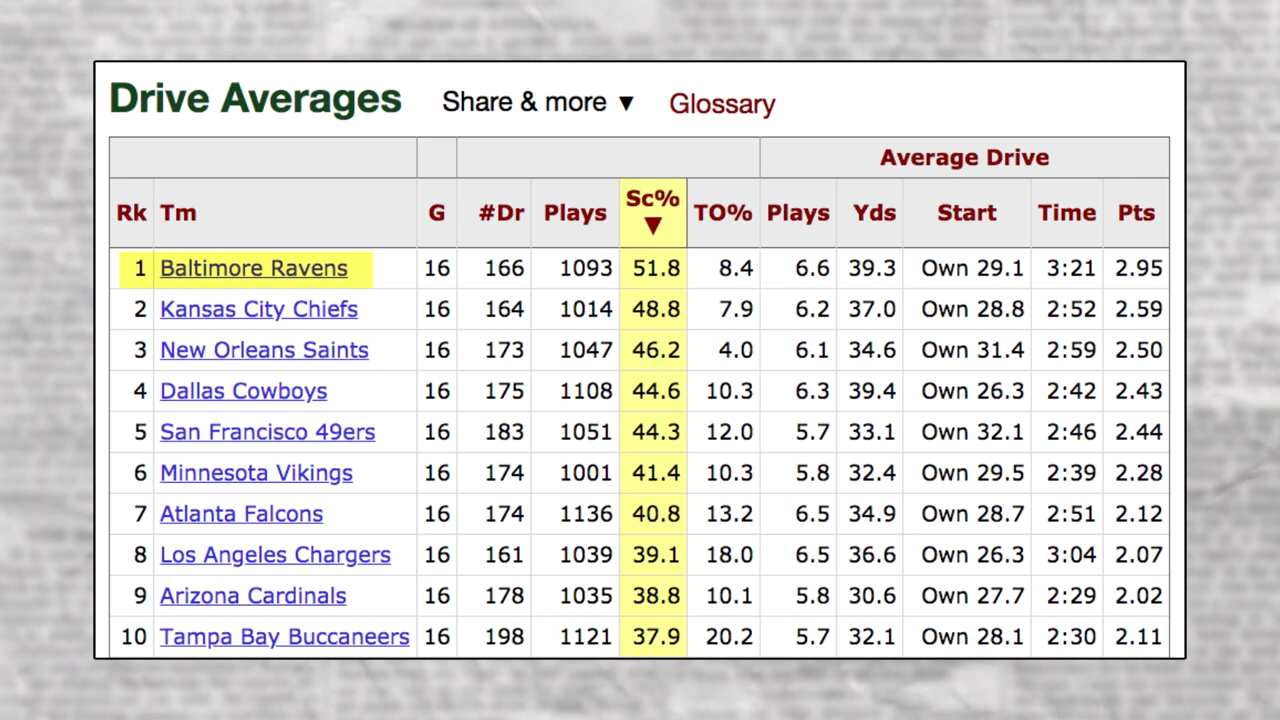 Drive Averages Share & more ▼ Glossary
Average Drive
Rk Tm G #Dr Plays Sc% ▼ TO% Plays Yds Start Time Pts
1 Baltimore Ravens 16 166 1093 51.8 8.4 6.6 39.3 Own 29.1 3:21 2.95
2 Kansas City Chiefs 16 164 1014 48.8 7.9 6.2 37.0 Own 28.8 2:52 2.59
3 New Orleans Saints 16 173 1047 46.2 4.0 6.1 34.6 Own 31.4 2:59 2.50
4 Dallas Cowboys 16 175 1108 44.6 10.3 6.3 39.4 Own 26.3 2:42 2.43
5 San Francisco 49ers 16 183 1051 44.3 12.0 5.7 33.1 Own 32.1 2:46 2.44
6 Minnesota Vikings 16 174 1001 41.4 10.3 5.8 32.4 Own 29.5 2:39 2.28
7 Atlanta Falcons 16 174 1136 40.8 13.2 6.5 34.9 Own 28.7 2:51 2.12
8 Los Angeles Chargers 16 161 1039 39.1 18.0 6.5 36.6 Own 26.3 3:04 2.07
9 Arizona Cardinals 16 178 1035 38.8 10.1 5.8 30.6 Own 27.7 2:29 2.02
10 Tampa Bay Buccaneers 16 198 1121 37.9 20.2 5.7 32.1 Own 28.1 2:30 2.11